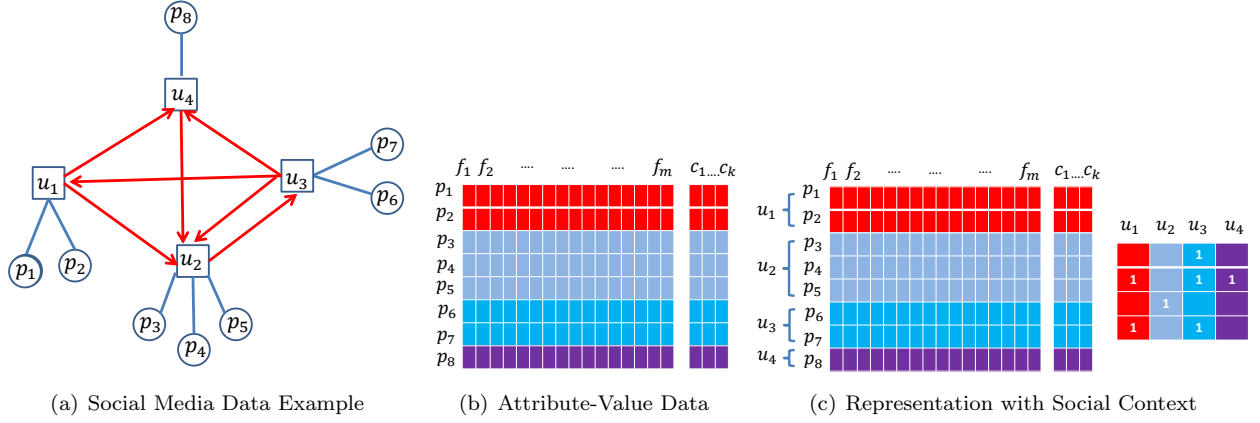 p₈
u₄
p₇
u₁
u₃
p₆
p₁
p₂
u₂
p₃
p₄
p₅
(a) Social Media Data Example
f₁ f₂ .... .... .... fₘ c₁....cₖ
p₁
p₂
p₃
p₄
p₅
p₆
p₇
p₈
(b) Attribute-Value Data
f₁ f₂ .... .... .... fₘ c₁....cₖ
u₁ p₁
p₂
u₂ p₃
p₄
p₅
u₃ p₆
p₇
u₄ p₈
u₁ u₂ u₃ u₄
1
1 1 1
1
1 1
(c) Representation with Social Context